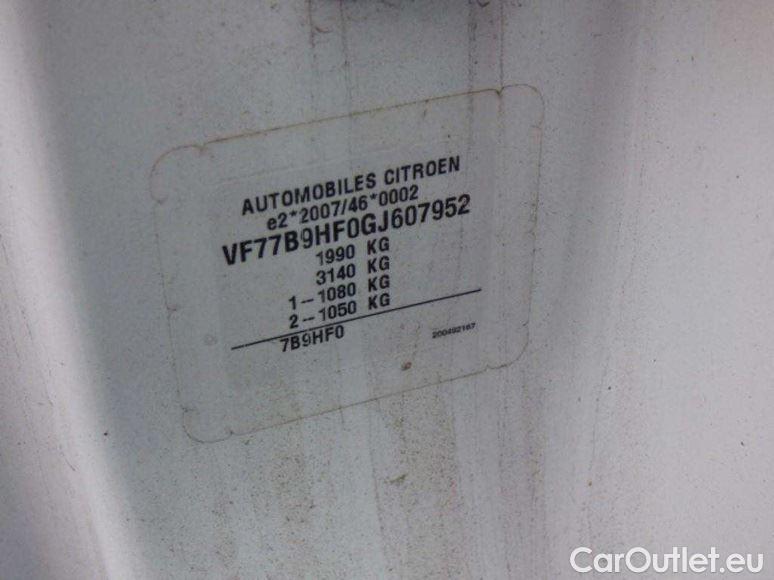 AUTOMOBILES CITROEN
e2*2007/46*0002
VF77B9HF0GJ607952
1990 KG
3140 KG
1-1080 KG
2-1050 KG
7B9HF0
200492167
CarOutlet.eu